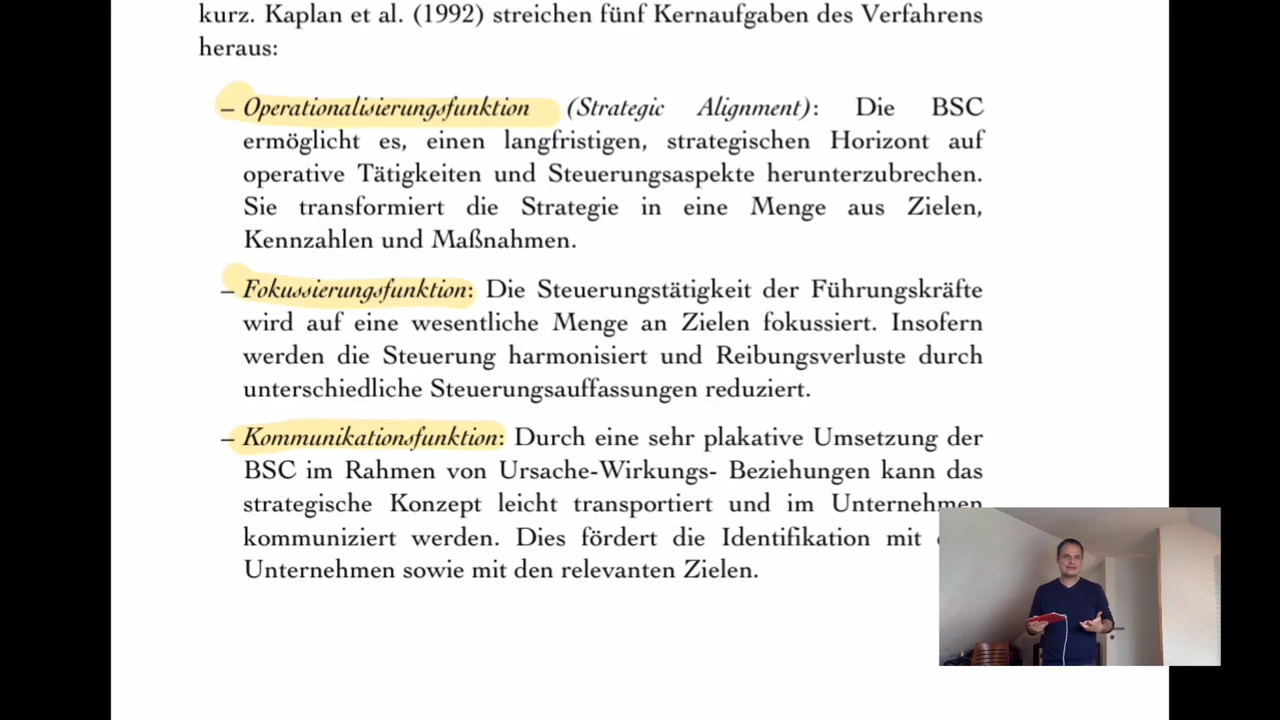 kurz. Kaplan et al. (1992) streichen fünf Kernaufgaben des Verfahrens
heraus:
– Operationalisierungsfunktion (Strategic Alignment): Die BSC
ermöglicht es, einen langfristigen, strategischen Horizont auf
operative Tätigkeiten und Steuerungsaspekte herunterzubrechen.
Sie transformiert die Strategie in eine Menge aus Zielen,
Kennzahlen und Maßnahmen.
– Fokussierungsfunktion: Die Steuerungstätigkeit der Führungskräfte
wird auf eine wesentliche Menge an Zielen fokussiert. Insofern
werden die Steuerung harmonisiert und Reibungsverluste durch
unterschiedliche Steuerungsauffassungen reduziert.
– Kommunikationsfunktion: Durch eine sehr plakative Umsetzung der
BSC im Rahmen von Ursache-Wirkungs- Beziehungen kann das
strategische Konzept leicht transportiert und im Unternehmen
kommuniziert werden. Dies fördert die Identifikation mit
Unternehmen sowie mit den relevanten Zielen.